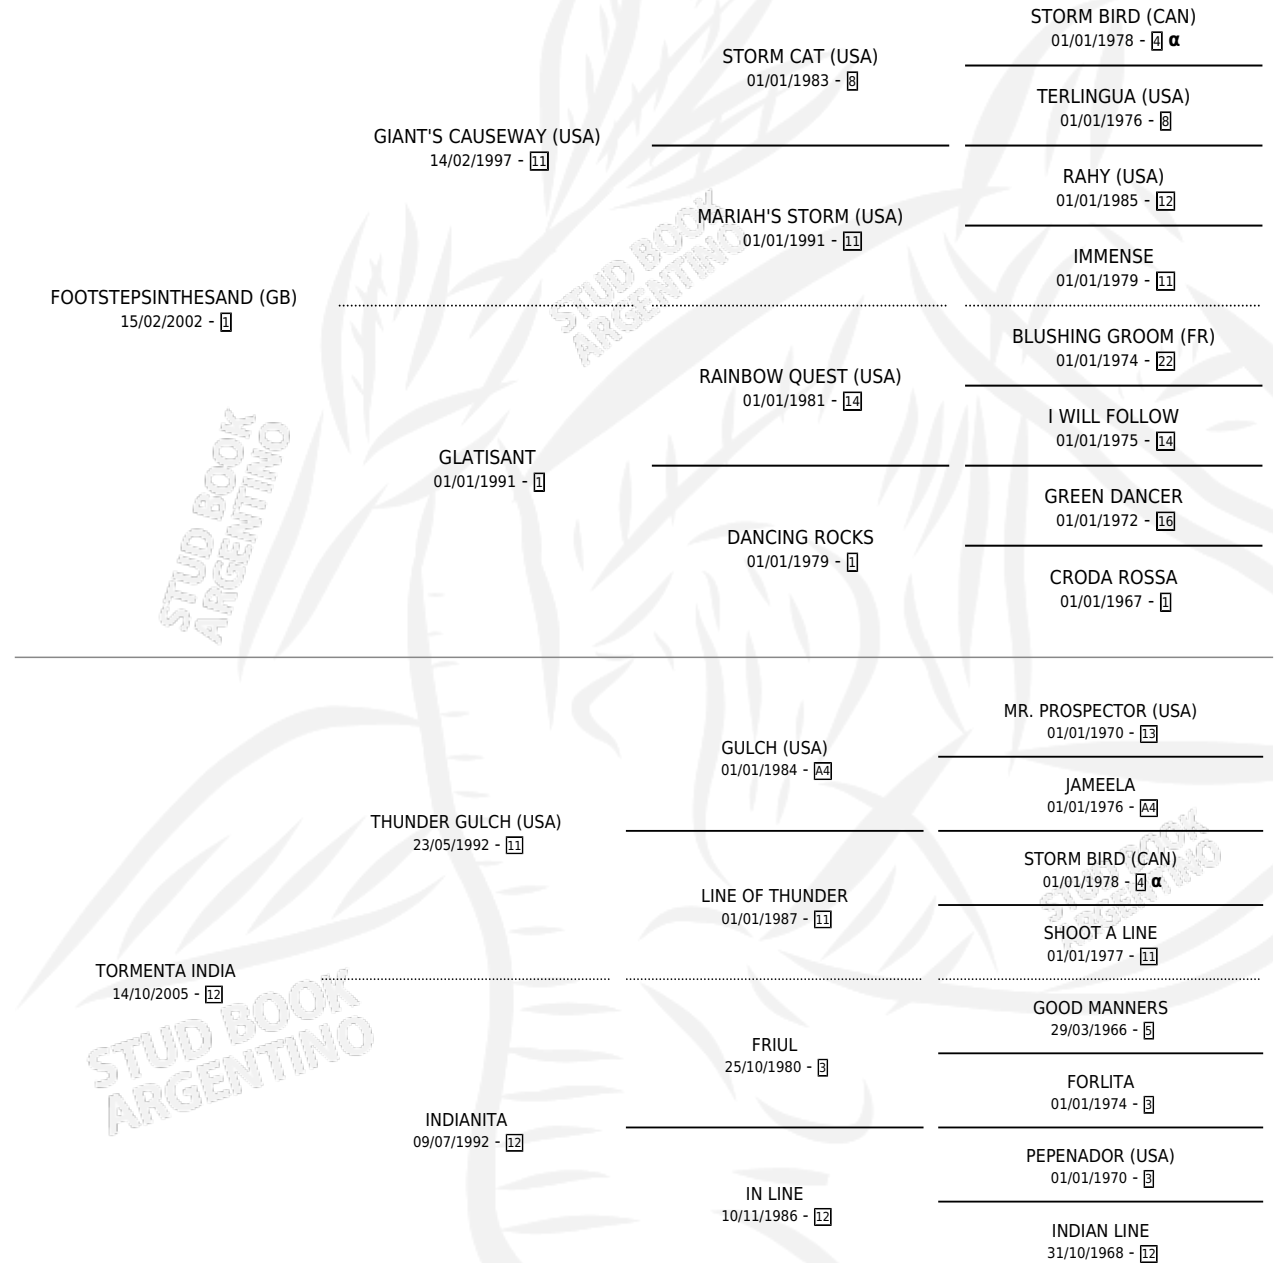 STORM BIRD (CAN)
01/01/1978 - 4 α
STORM CAT (USA)
01/01/1983 - 8
TERLINGUA (USA)
01/01/1976 - 8
GIANT'S CAUSEWAY (USA)
14/02/1997 - 11
RAHY (USA)
01/01/1985 - 12
MARIAH'S STORM (USA)
01/01/1991 - 11
IMMENSE
01/01/1979 - 11
STUD BOOK
ARGENTINO
FOOTSTEPSINTHESAND (GB)
15/02/2002 - 1
BLUSHING GROOM (FR)
01/01/1974 - 22
RAINBOW QUEST (USA)
01/01/1981 - 14
I WILL FOLLOW
01/01/1975 - 14
GLATISANT
01/01/1991 - 1
GREEN DANCER
01/01/1972 - 16
DANCING ROCKS
01/01/1979 - 1
CRODA ROSSA
01/01/1967 - 1
STUD BOOK
ARGENTINO
MR. PROSPECTOR (USA)
01/01/1970 - 13
GULCH (USA)
01/01/1984 - A4
JAMEELA
01/01/1976 - A4
THUNDER GULCH (USA)
23/05/1992 - 11
STORM BIRD (CAN)
01/01/1978 - 4 α
LINE OF THUNDER
01/01/1987 - 11
SHOOT A LINE
01/01/1977 - 11
STUD BOOK
ARGENTINO
TORMENTA INDIA
14/10/2005 - 12
GOOD MANNERS
29/03/1966 - 5
FRIUL
25/10/1980 - 3
FORLITA
01/01/1974 - 3
INDIANITA
09/07/1992 - 12
PEPENADOR (USA)
01/01/1970 - 3
IN LINE
10/11/1986 - 12
INDIAN LINE
31/10/1968 - 12
STUD BOOK
ARGENTINO